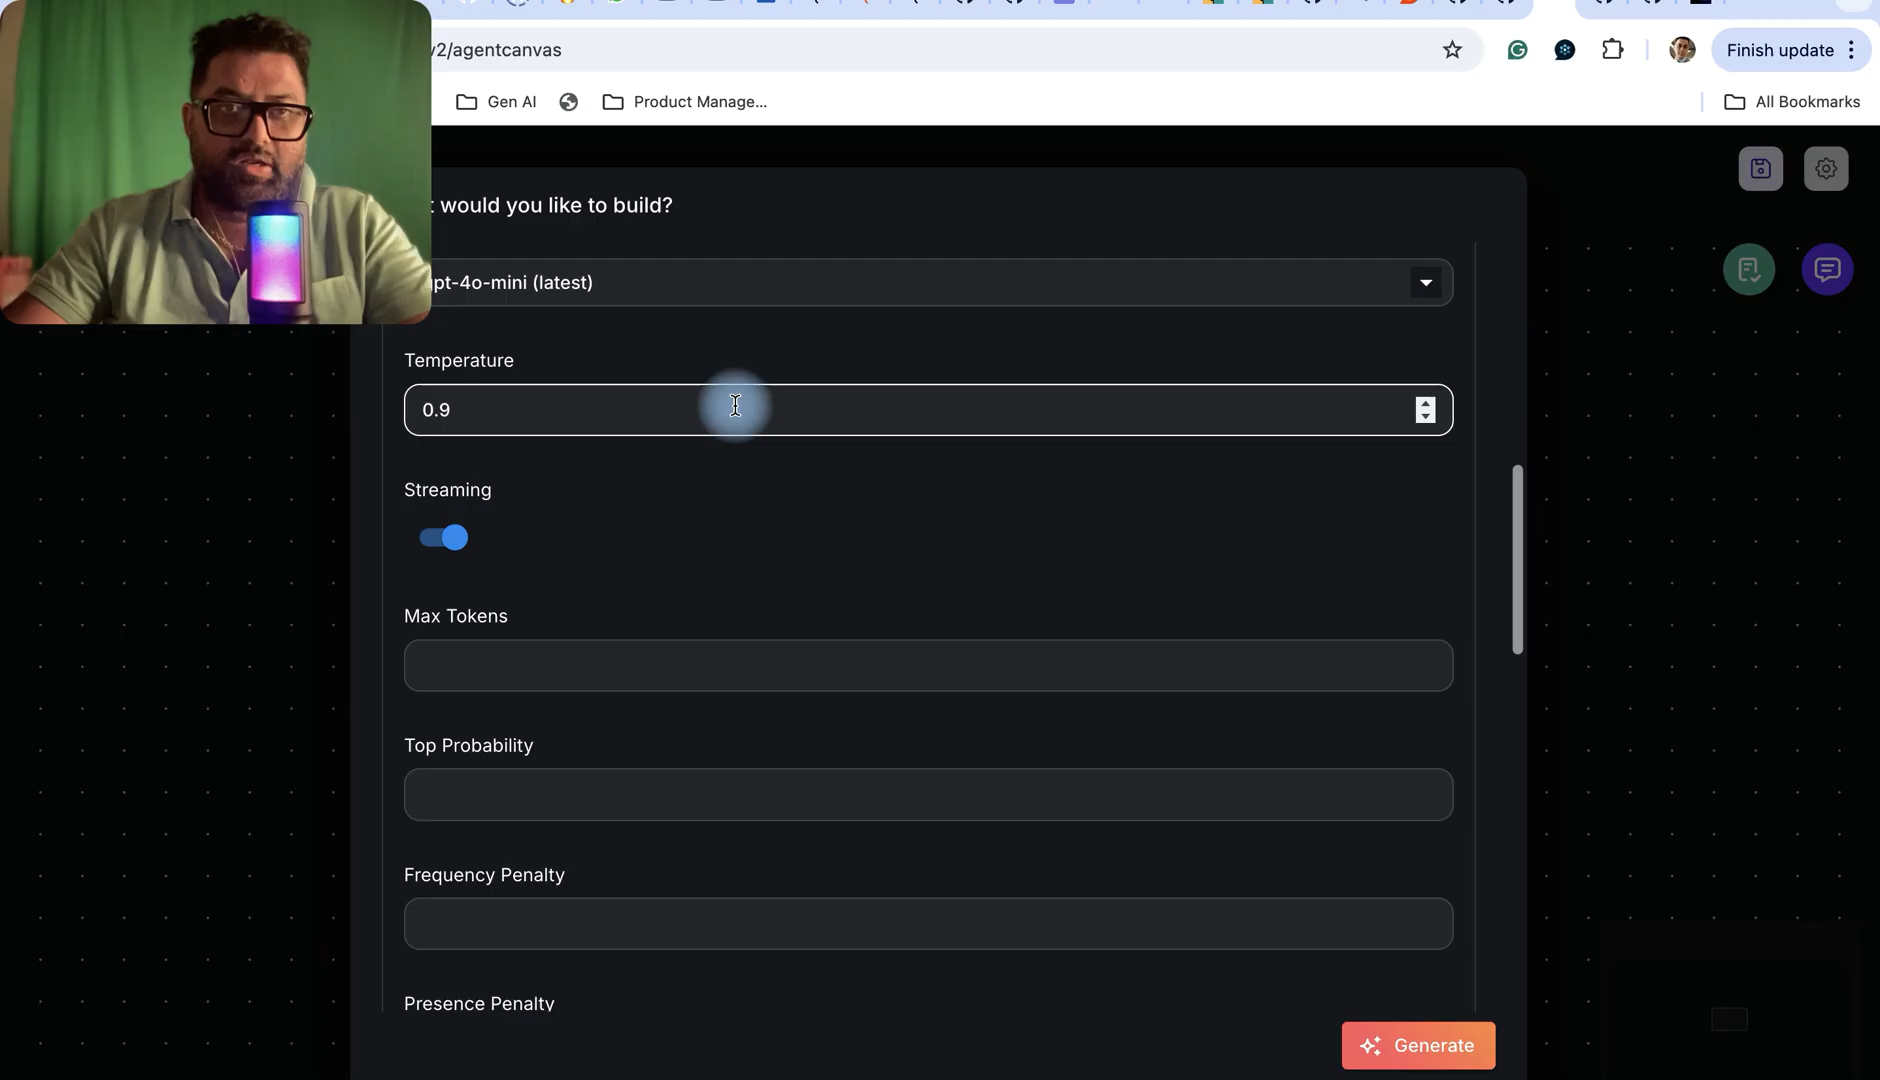 v2/agentcanvas
Finish update
Gen AI
Product Manage...
All Bookmarks
would you like to build?
pt-4o-mini (latest)
Temperature
0.9
Streaming
Max Tokens
Top Probability
Frequency Penalty
Presence Penalty
Generate